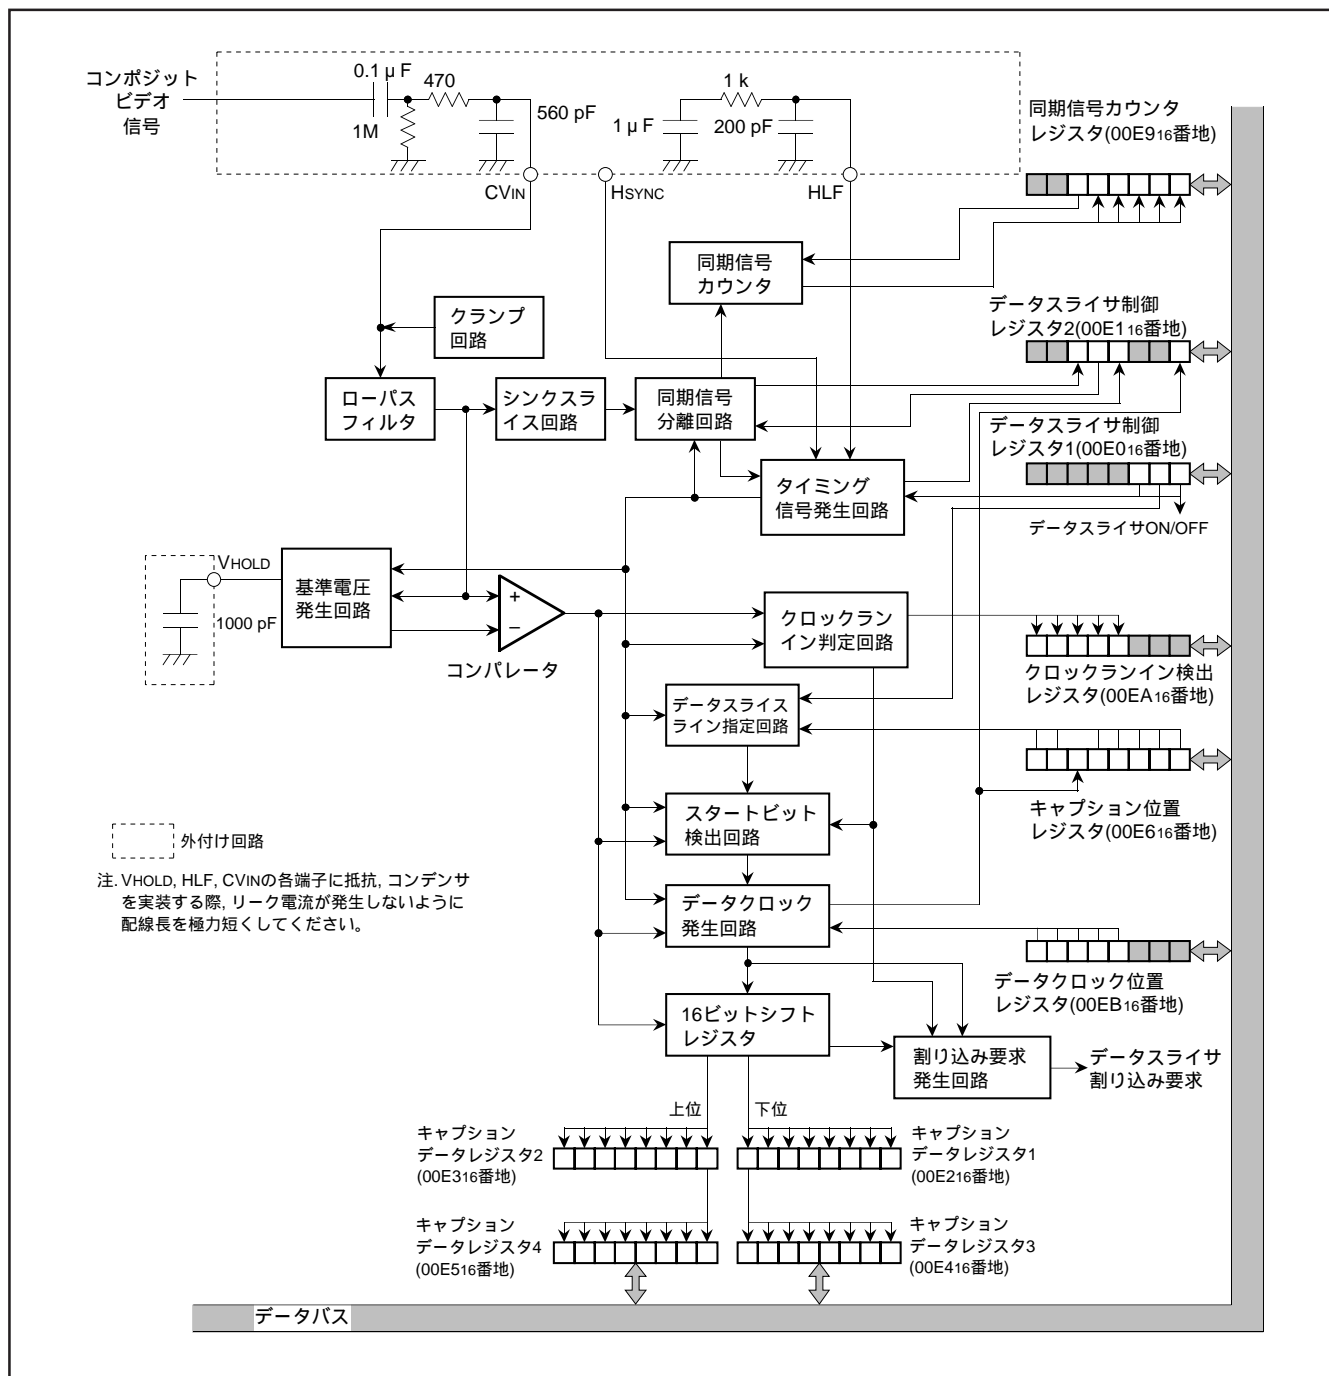 コンポジット
ビデオ
信号
0.1 μ F
470
1M
560 pF
1 k
1 μ F
200 pF
CVIN
HSYNC
HLF
同期信号カウンタ
レジスタ(00E916番地)
同期信号
カウンタ
クランプ
回路
データスライサ制御
レジスタ2(00E116番地)
ローパス
フィルタ
シンクスラ
イス回路
同期信号
分離回路
データスライサ制御
レジスタ1(00E016番地)
タイミング
信号発生回路
データスライサON/OFF
VHOLD
1000 pF
基準電圧
発生回路
+
−
コンパレータ
クロックラン
イン判定回路
クロックランイン検出
レジスタ(00EA16番地)
データスライス
ライン指定回路
キャプション位置
レジスタ(00E616番地)
スタートビット
検出回路
外付け回路
注. VHOLD, HLF, CVINの各端子に抵抗, コンデンサ
を実装する際, リーク電流が発生しないように
配線長を極力短くしてください。
データクロック
発生回路
データクロック位置
レジスタ(00EB16番地)
16ビットシフト
レジスタ
割り込み要求
発生回路
データスライサ
割り込み要求
上位
下位
キャプション
データレジスタ2
(00E316番地)
キャプション
データレジスタ1
(00E216番地)
キャプション
データレジスタ4
(00E516番地)
キャプション
データレジスタ3
(00E416番地)
データバス